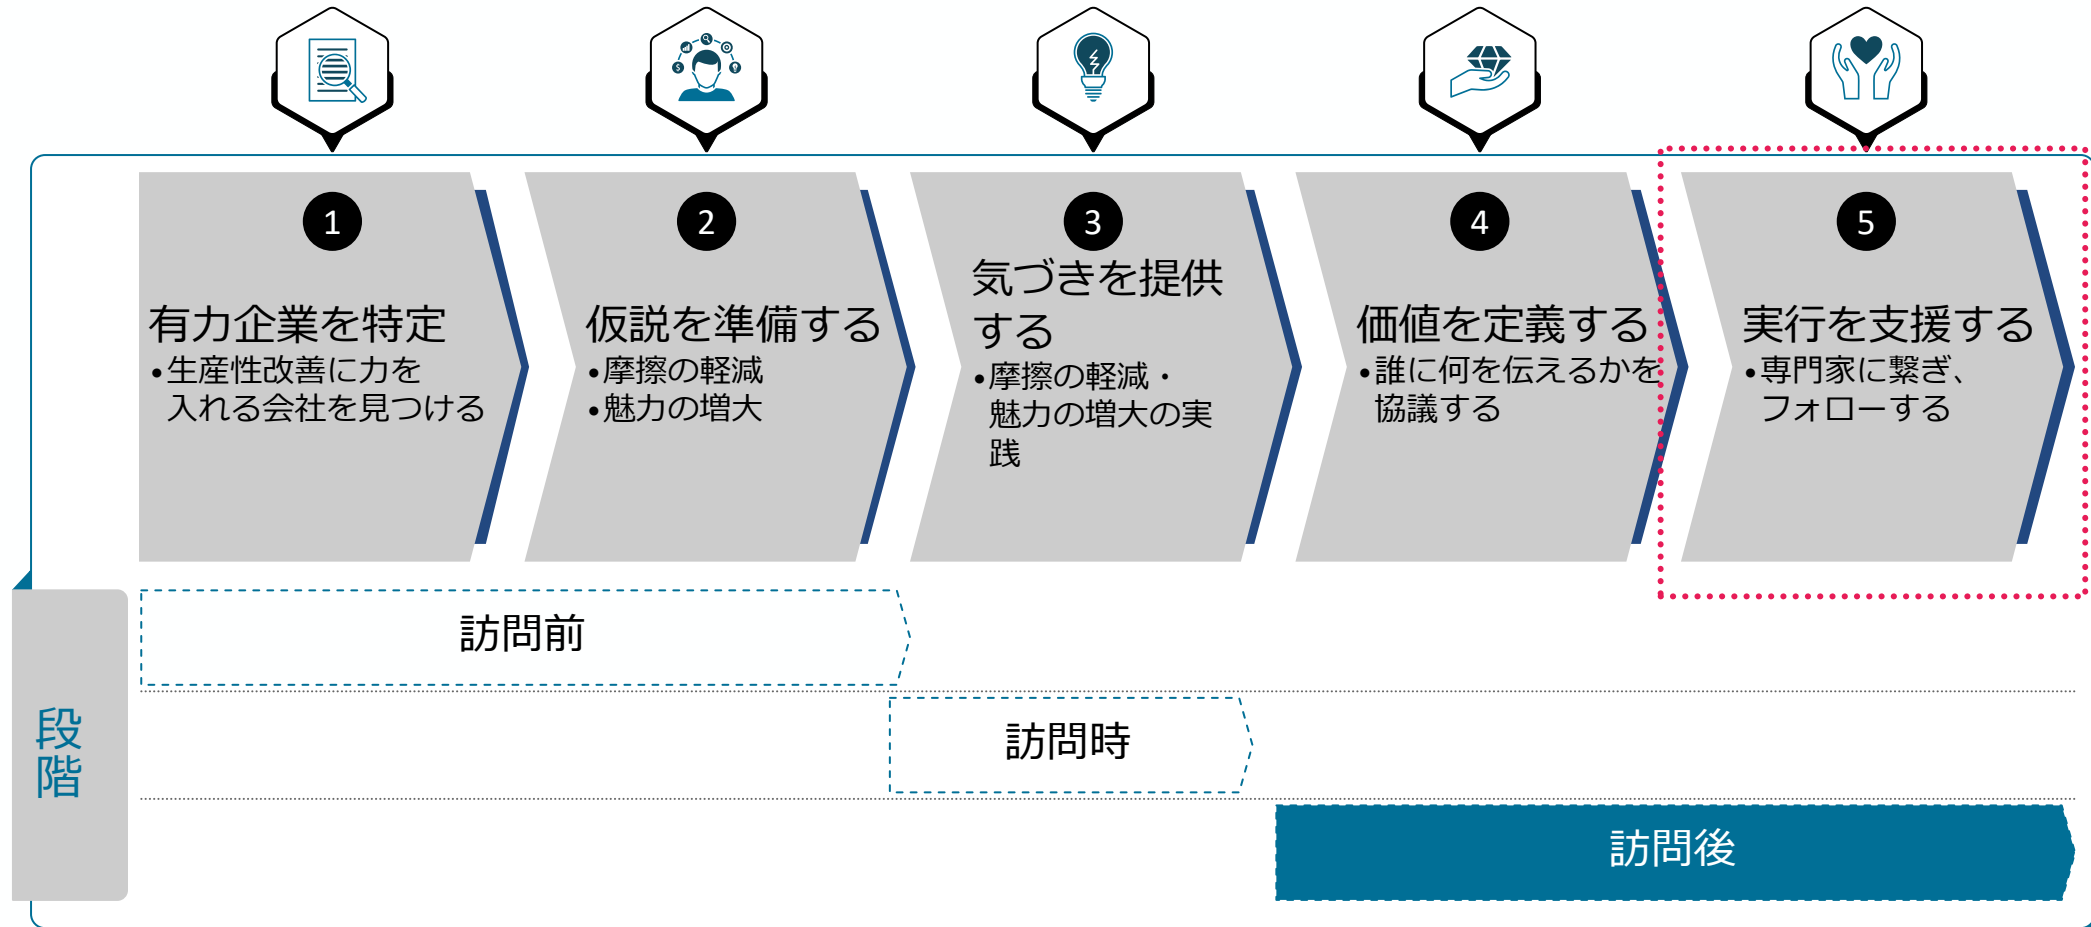 1
有力企業を特定
•生産性改善に力を
入れる会社を見つける
2
仮説を準備する
•摩擦の軽減
•魅力の増大
3
気づきを提供
する
•摩擦の軽減・
魅力の増大の実
践
4
価値を定義する
•誰に何を伝えるかを
協議する
5
実行を支援する
•専門家に繋ぎ、
フォローする
段階
訪問前
訪問時
訪問後